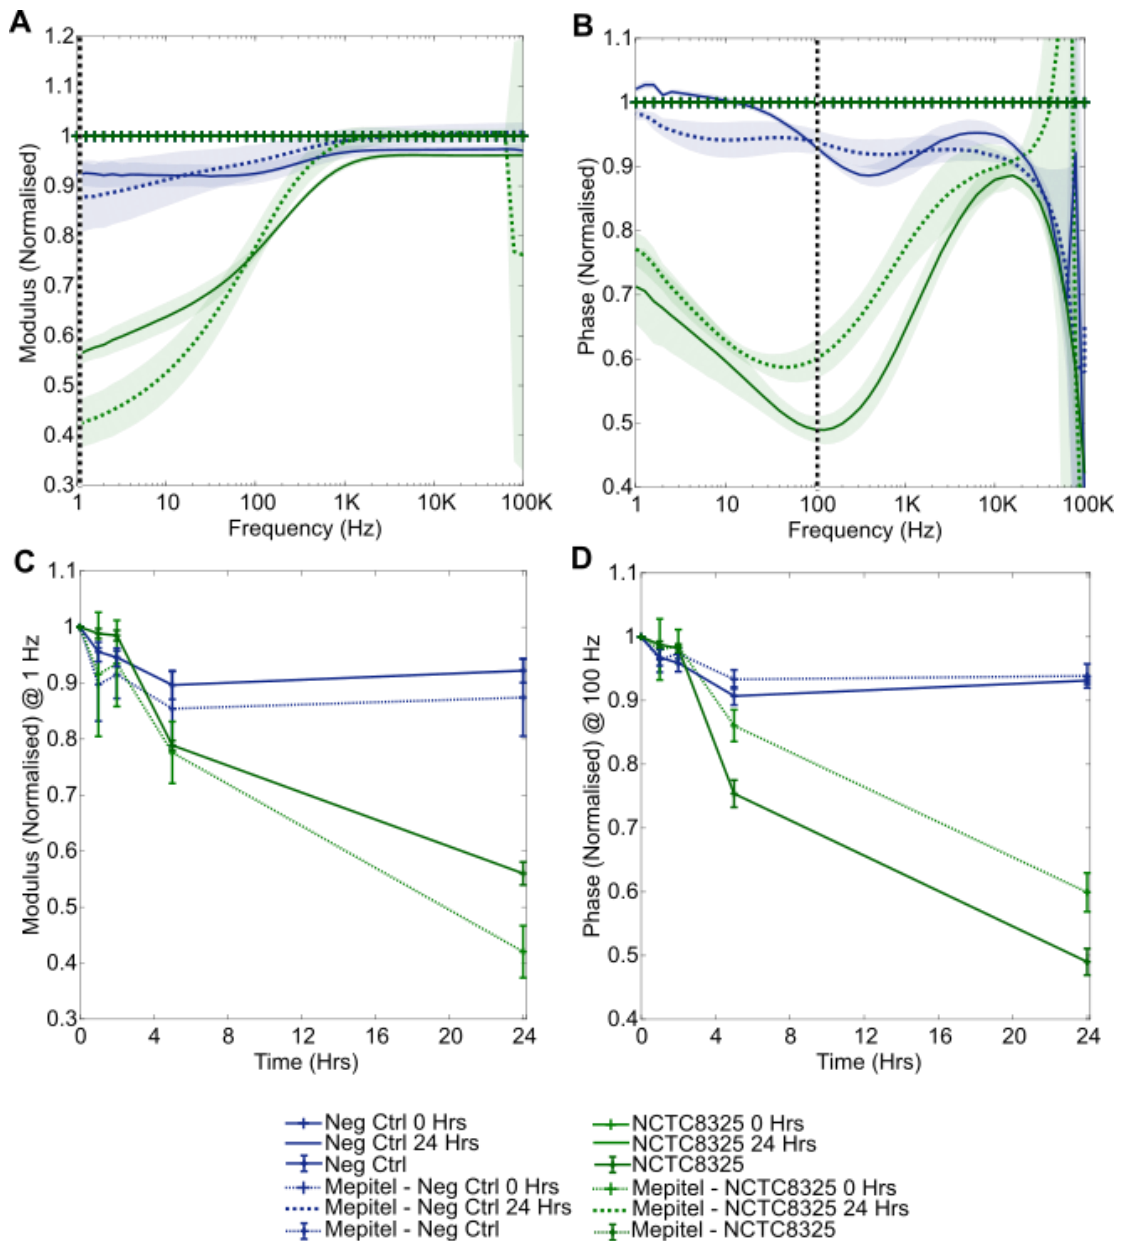 A
B
1.2
1.1
1
0.9
0.8
0.7
0.6
0.5
0.4
0.3
Modulus (Normalised)
1 10 100 1K 10K 100K
Frequency (Hz)
1.1
1
0.9
0.8
0.7
0.6
0.5
0.4
Phase (Normalised)
1 10 100 1K 10K 100K
Frequency (Hz)
C
D
1.1
1
0.9
0.8
0.7
0.6
0.5
0.4
0.3
Modulus (Normalised) @ 1 Hz
0 4 8 12 16 20 24
Time (Hrs)
1.1
1
0.9
0.8
0.7
0.6
0.5
0.4
Phase (Normalised) @ 100 Hz
0 4 8 12 16 20 24
Time (Hrs)
Neg Ctrl 0 Hrs
Neg Ctrl 24 Hrs
Neg Ctrl
Mepitel - Neg Ctrl 0 Hrs
Mepitel - Neg Ctrl 24 Hrs
Mepitel - Neg Ctrl
NCTC8325 0 Hrs
NCTC8325 24 Hrs
NCTC8325
Mepitel - NCTC8325 0 Hrs
Mepitel - NCTC8325 24 Hrs
Mepitel - NCTC8325